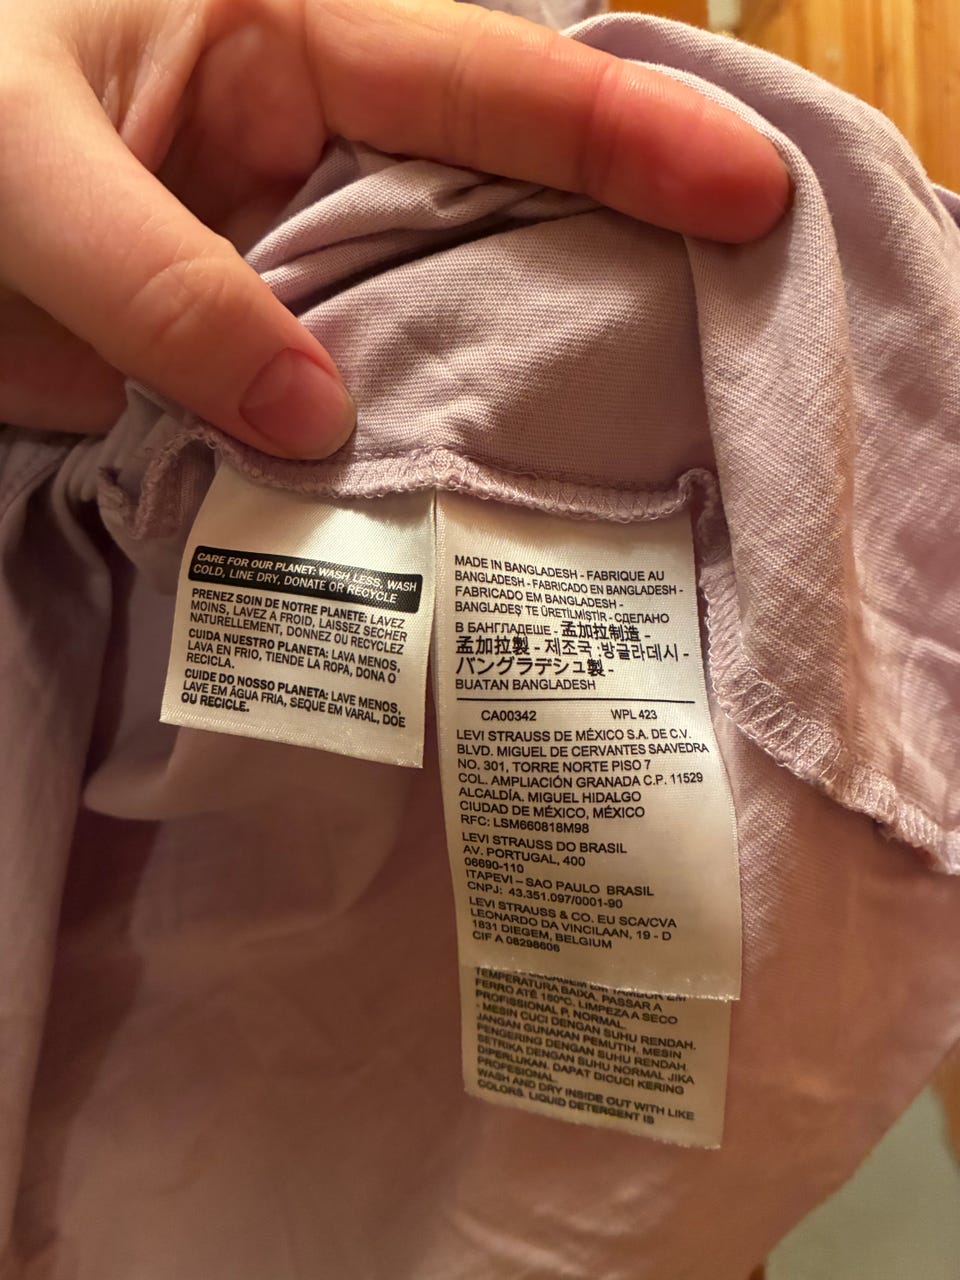 CARE FOR OUR PLANET: WASH LESS, WASH
COLD, LINE DRY, DONATE OR RECYCLE
PRENEZ SOIN DE NOTRE PLANETE: LAVEZ
MOINS, LAVEZ À FROID, LAISSEZ SECHER
NATURELLEMENT, DONNEZ OU RECYCLEZ
CUIDA NUESTRO PLANETA: LAVA MENOS,
LAVA EN FRIO, TIENDE LA ROPA, DONA O
RECICLA.
CUIDE DO NOSSO PLANETA: LAVE MENOS,
LAVE EM ÁGUA FRIA, SEQUE EM VARAL, DOE
OU RECICLE.
MADE IN BANGLADESH - FABRIQUE AU
BANGLADESH - FABRICADO EN BANGLADESH -
FABRICADO EM BANGLADESH -
BANGLADEŞ'TE ÜRETİLMİŞTİR - СДЕЛАНО
В БАНГЛАДЕШЕ - 孟加拉制造 -
孟加拉製 - 제조국 :방글라데시 -
バングラデシュ製 -
BUATAN BANGLADESH
CA00342 WPL 423
LEVI STRAUSS DE MÉXICO S.A. DE C.V.
BLVD. MIGUEL DE CERVANTES SAAVEDRA
NO. 301, TORRE NORTE PISO 7
COL. AMPLIACIÓN GRANADA C.P. 11529
ALCALDÍA. MIGUEL HIDALGO
CIUDAD DE MÉXICO, MÉXICO
RFC: LSM660818M98
LEVI STRAUSS DO BRASIL
AV. PORTUGAL, 400
06690-110
ITAPEVI – SAO PAULO BRASIL
CNPJ: 43.351.097/0001-90
LEVI STRAUSS & CO. EU SCA/CVA
LEONARDO DA VINCILAAN, 19 - D
1831 DIEGEM, BELGIUM
CIF A 08298606
TEMPERATURA BAIXA. PASSAR A
FERRO ATÉ 150ºC. LIMPEZA A SECO
PROFISSIONAL P. NORMAL.
- MESIN CUCI DENGAN SUHU RENDAH.
JANGAN GUNAKAN PEMUTIH. MESIN
PENGERING DENGAN SUHU RENDAH.
SETRIKA DENGAN SUHU NORMAL JIKA
DIPERLUKAN. DAPAT DICUCI KERING
PROFESIONAL.
WASH AND DRY INSIDE OUT WITH LIKE
COLORS. LIQUID DETERGENT IS